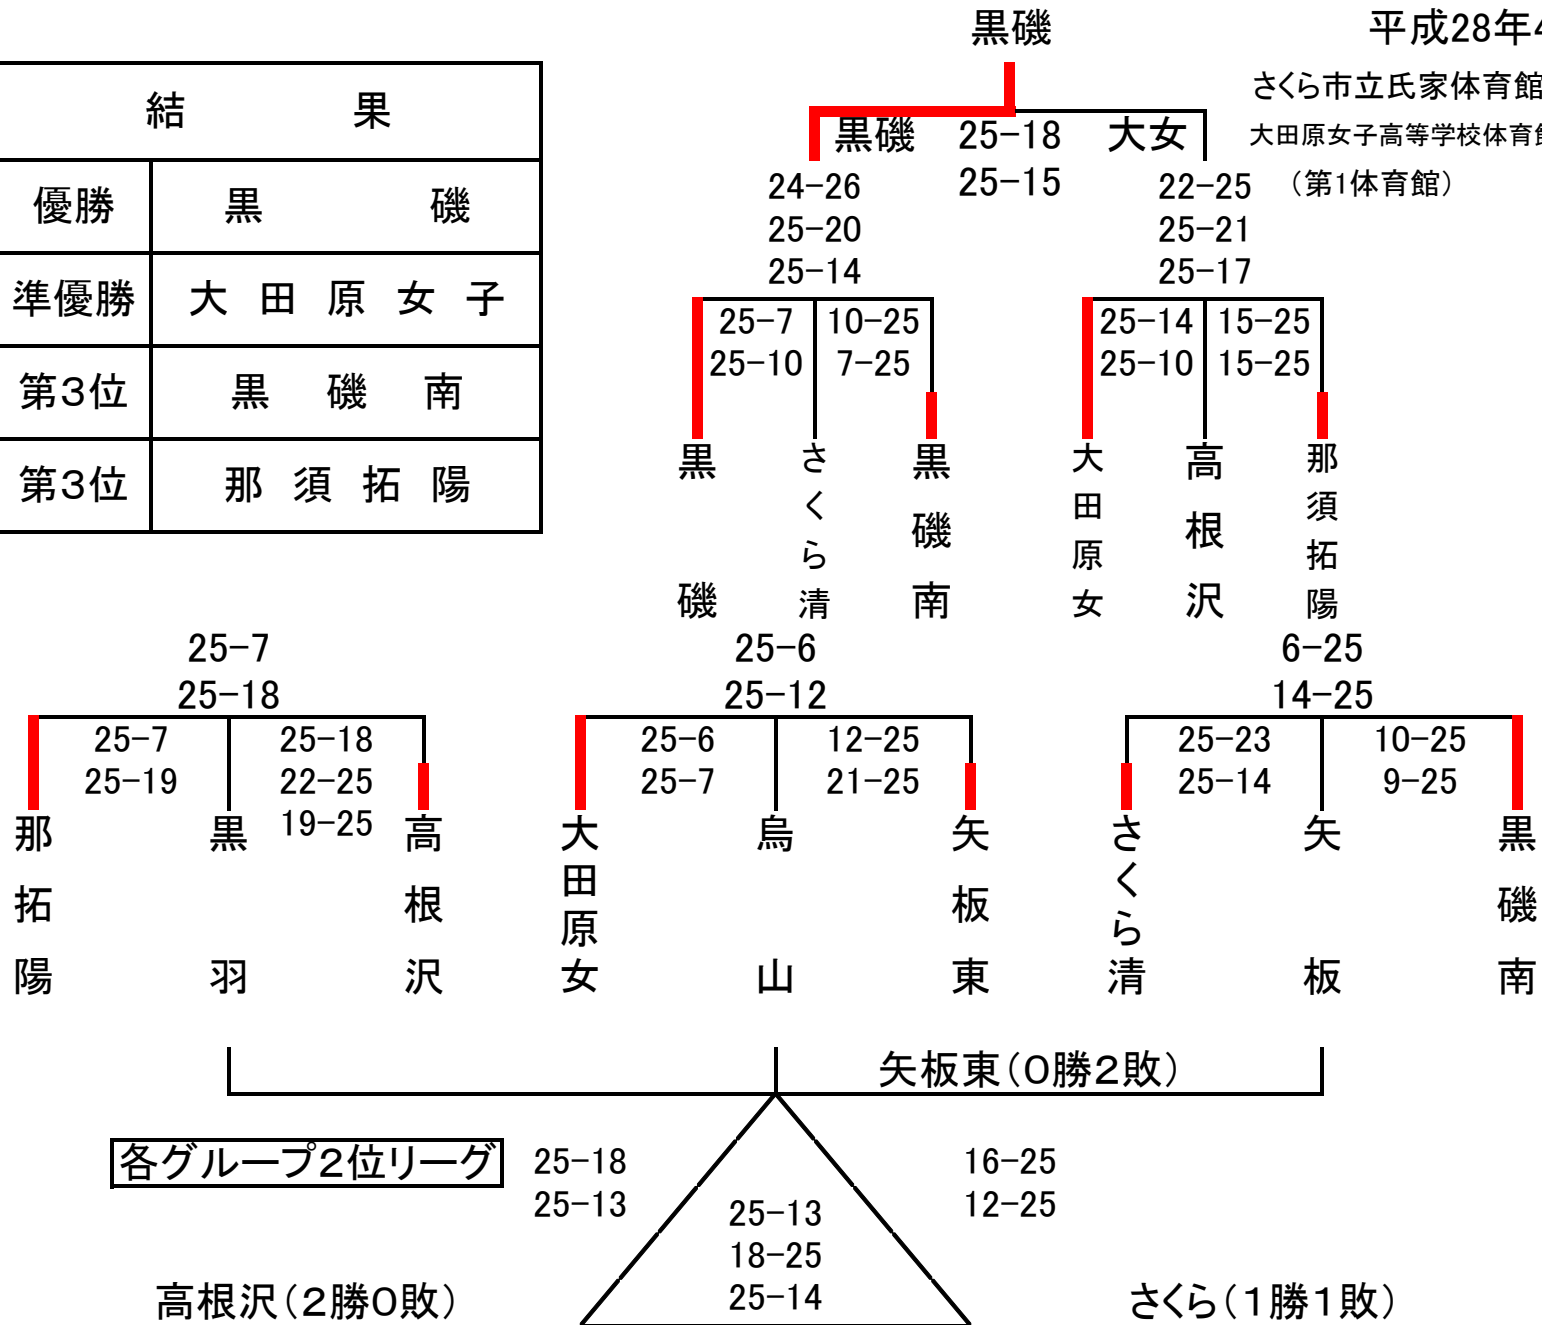 黒磯
平成28年4
さくら市立氏家体育館
大田原女子高等学校体育館
（第1体育館）
結　果
優勝　黒　磯
準優勝　大田原女子
第3位　黒磯南
第3位　那須拓陽
黒磯　25−18　大女
25−15
24−26
25−20
25−14
22−25
25−21
25−17
25−7　10−25
25−10　7−25
25−14　15−25
25−10　15−25
黒磯
さくら清
黒磯南
大田原女
高根沢
那須拓陽
25−7
25−18
25−7　25−18
25−19　22−25
19−25
那拓陽
黒羽
高根沢
25−6
25−12
25−6　12−25
25−7　21−25
大田原女
烏山
矢板東
6−25
14−25
25−23　10−25
25−14　9−25
さくら清
矢板
黒磯南
矢板東（0勝2敗）
各グループ2位リーグ
25−18
25−13
16−25
12−25
25−13
18−25
25−14
高根沢（2勝0敗）
さくら（1勝1敗）